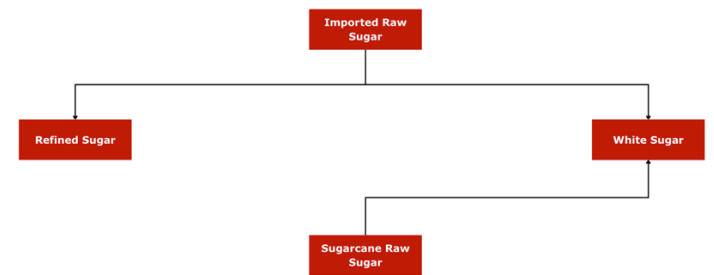 Imported Raw
Sugar
Refined Sugar
White Sugar
Sugarcane Raw
Sugar